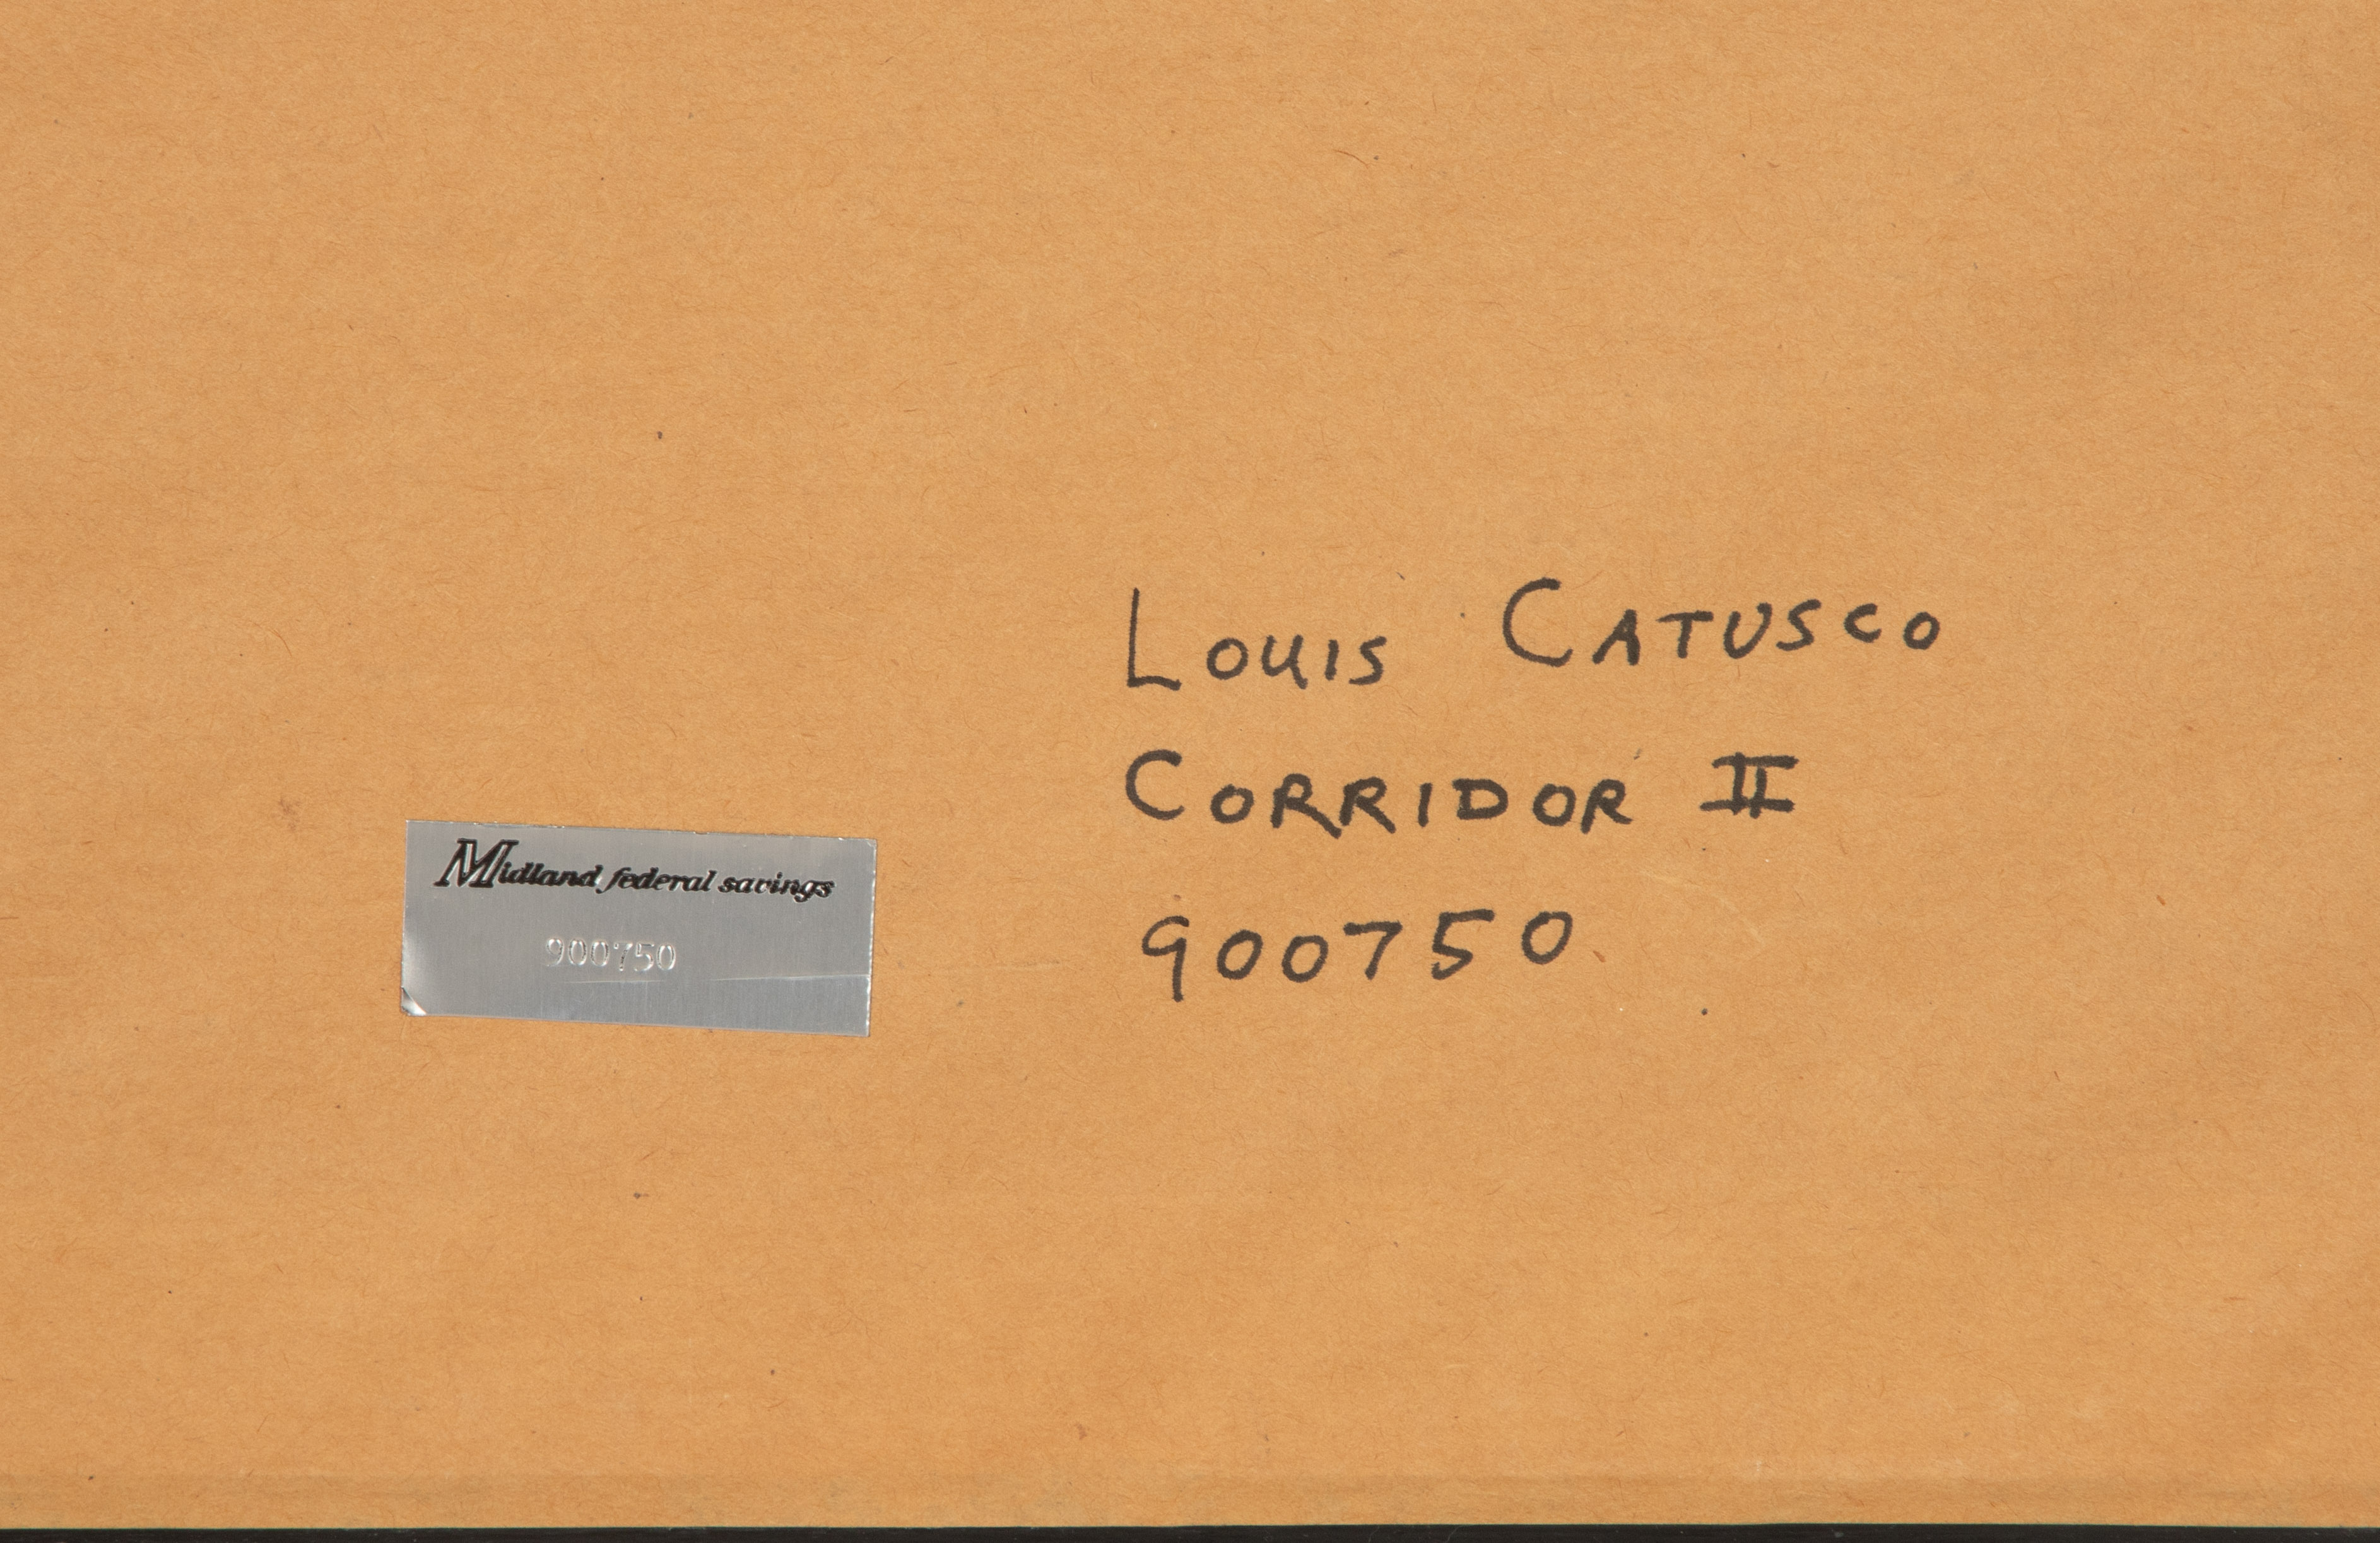 Louis Catusco
Corridor II
900750
Midland federal savings
900750